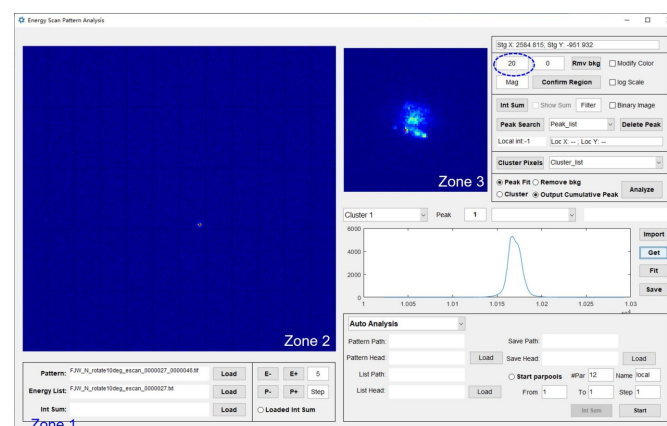 Energy Scan Pattern Analysis
Stg X: 2564.815; Stg Y: -951.932
20 0 Rmv bkg Modify Color
Mag Confirm Region log Scale
Int Sum Show Sum Filter Binary Image
Peak Search Peak_list Delete Peak
Local int:-1 Loc X: -- ; Loc Y: --
Cluster Pixels Cluster_list
Peak Fit Remove bkg
Cluster Output Cumulative Peak Analyze
Zone 3
Zone 2
Cluster 1 Peak 1
6000
4000
2000
0
1 1.005 1.01 1.015 1.02 1.025 1.03
Import
Get
Fit
Save
Pattern: FJW_N_rotate10deg_escan_0000027_0000046.tif Load E- E+ 5
Energy List: FJW_N_rotate10deg_escan_0000027.txt Load P- P+ Step
Int Sum: Load Loaded Int Sum
Zone 1
Auto Analysis
Pattern Path: Save Path:
Pattern Head: Load Save Head: Load
List Path: Start parpools #Par 12 Name local
List Head: Load From 1 To 1 Step 1
Int Sum Start